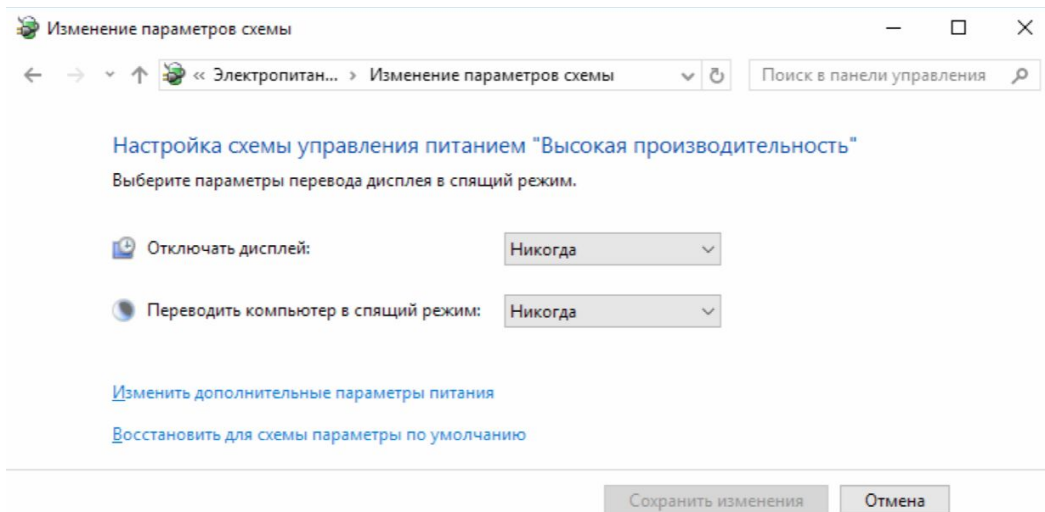 Изменение параметров схемы
« Электропитан... › Изменение параметров схемы
Поиск в панели управления
Настройка схемы управления питанием "Высокая производительность"
Выберите параметры перевода дисплея в спящий режим.
Отключать дисплей: Никогда
Переводить компьютер в спящий режим: Никогда
Изменить дополнительные параметры питания
Восстановить для схемы параметры по умолчанию
Сохранить изменения Отмена